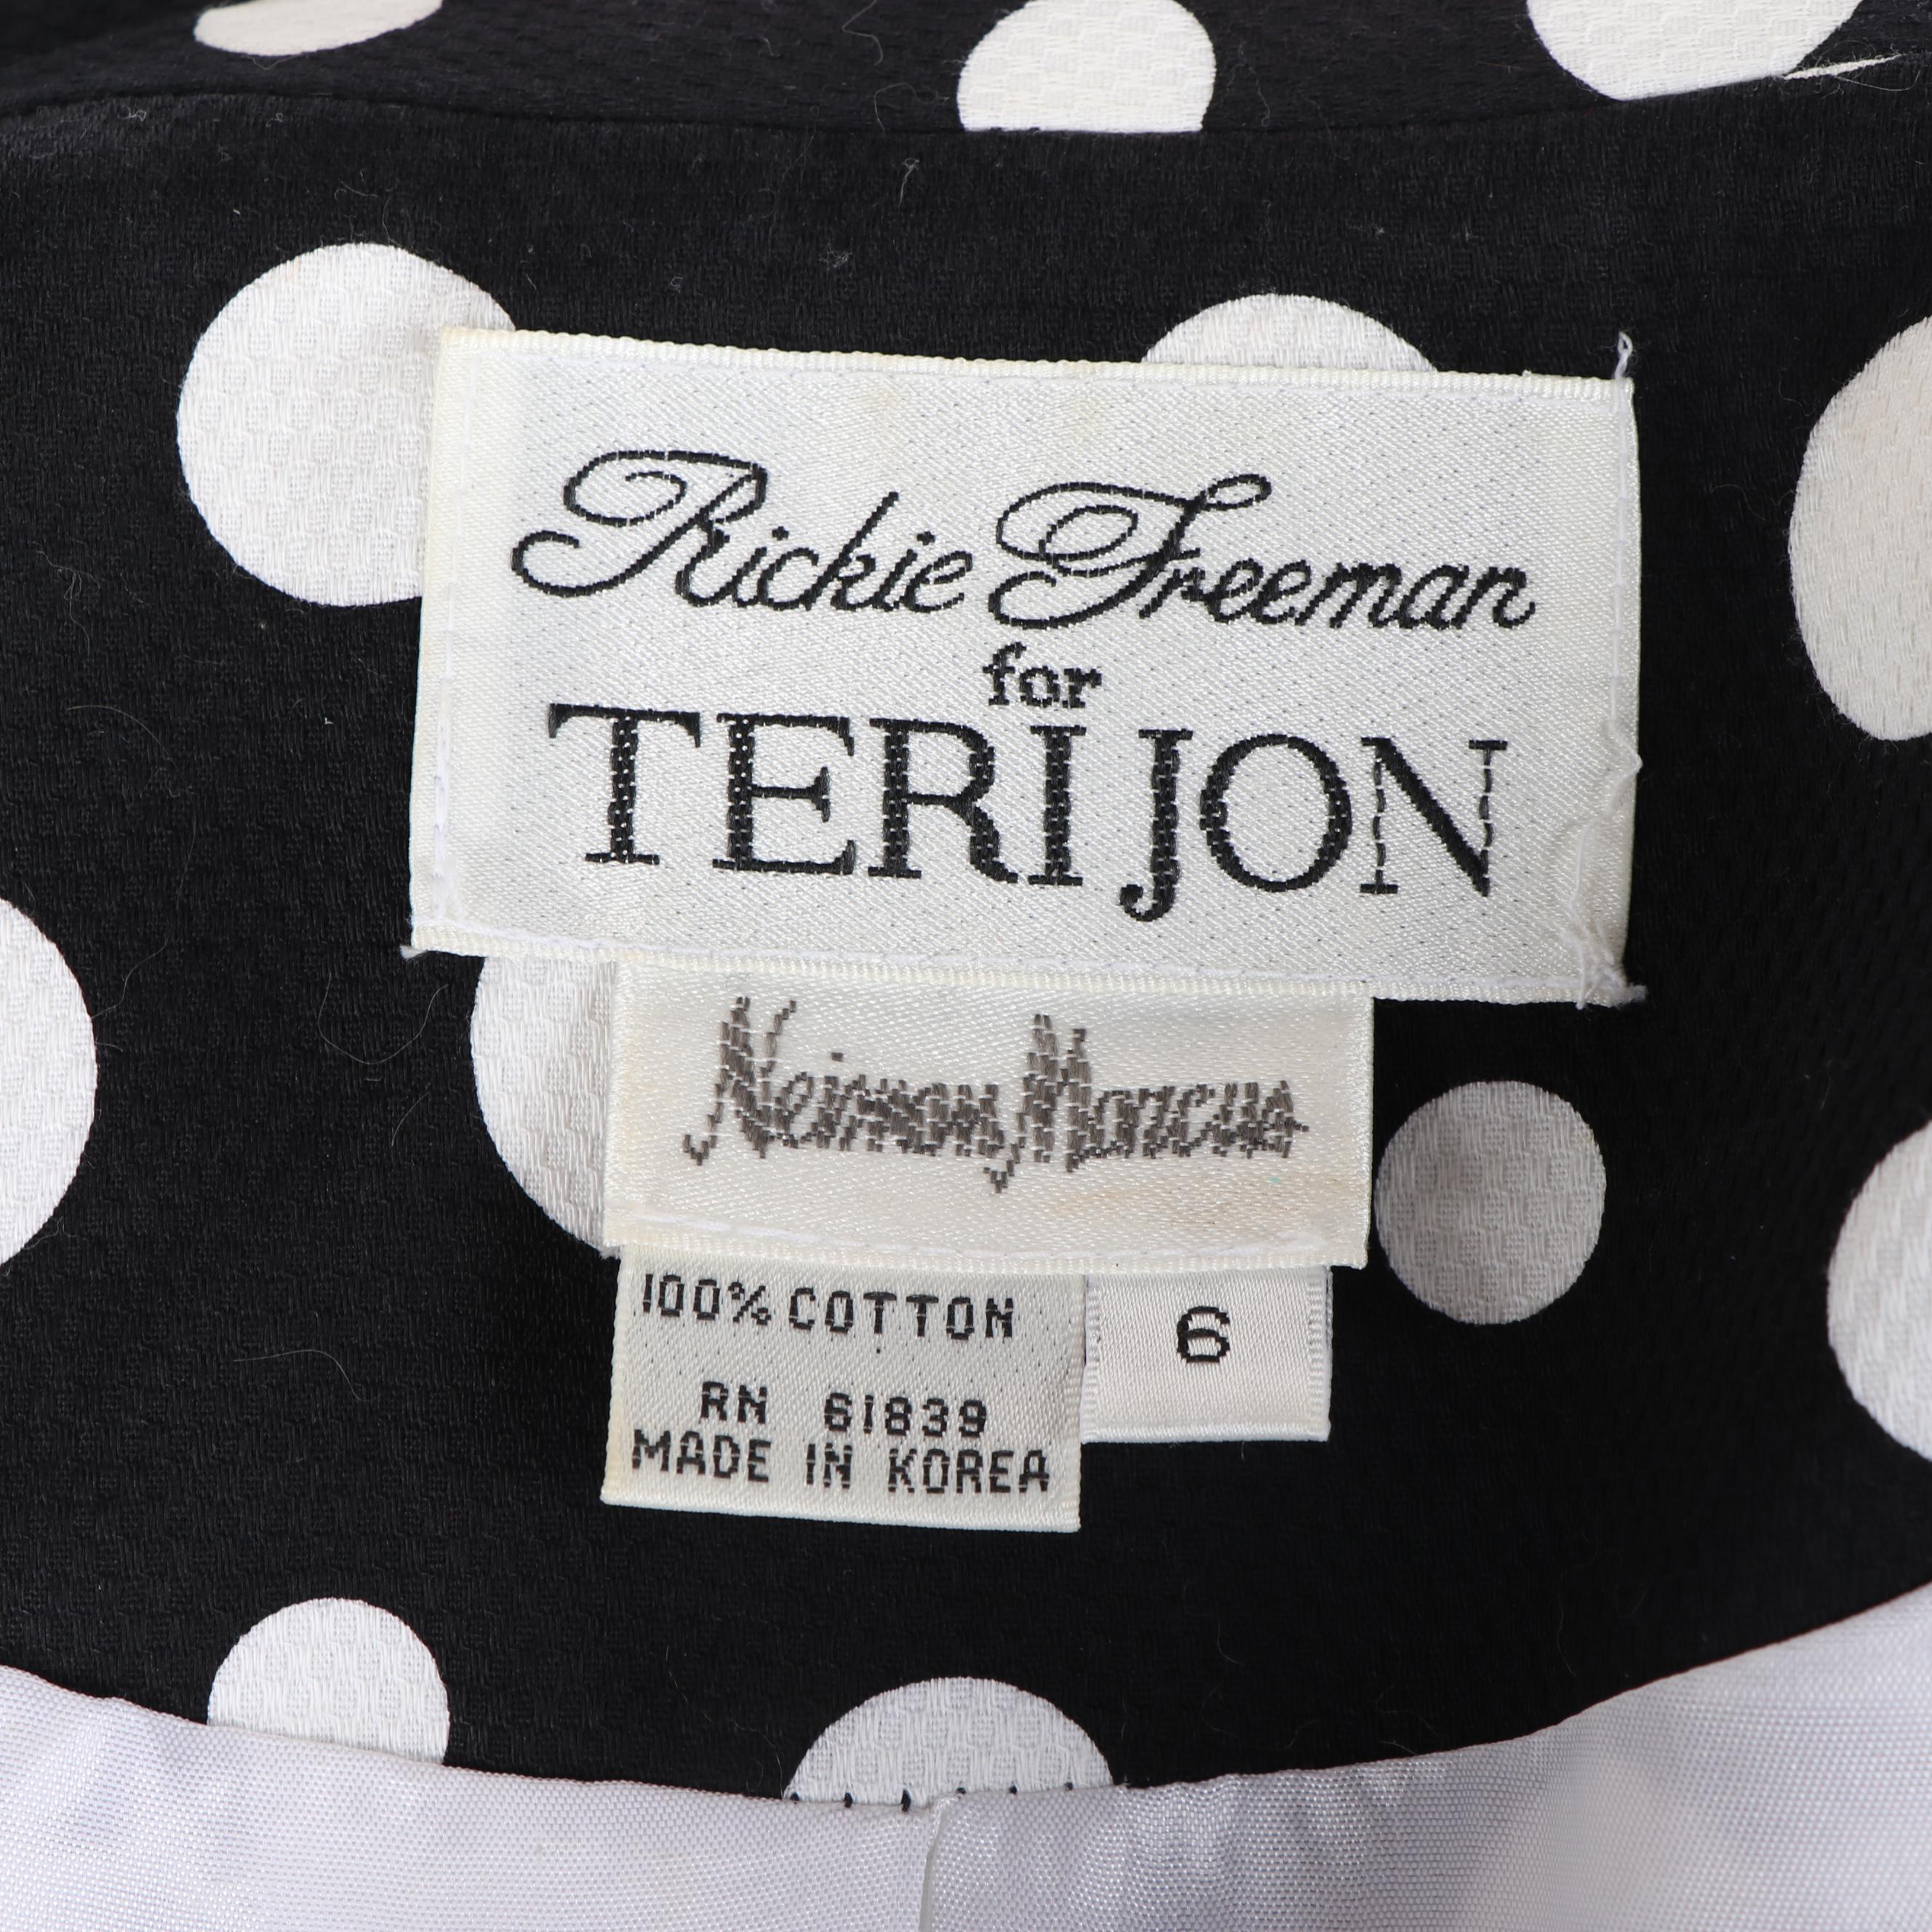 Rickie Freeman
for
TERI JON
Neiman Marcus
100% COTTON
6
RN 61839
MADE IN KOREA